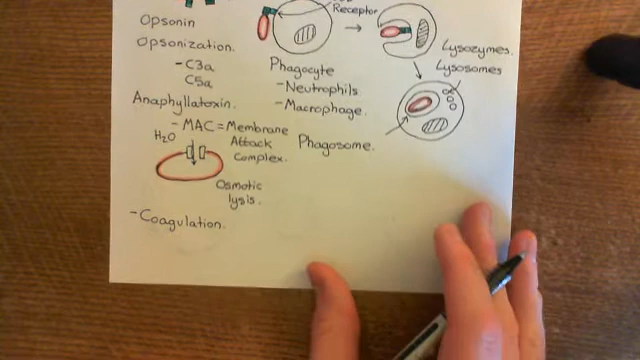 Receptor
Opsonin
Opsonization.
-C3a
C5a
Anaphyllatoxin.
- MAC = Membrane
Attack
Complex.
H2O
Osmotic
lysis.
-Coagulation.
Phagocyte
-Neutrophils
-Macrophage.
Phagosome.
Lysozymes.
Lysosomes